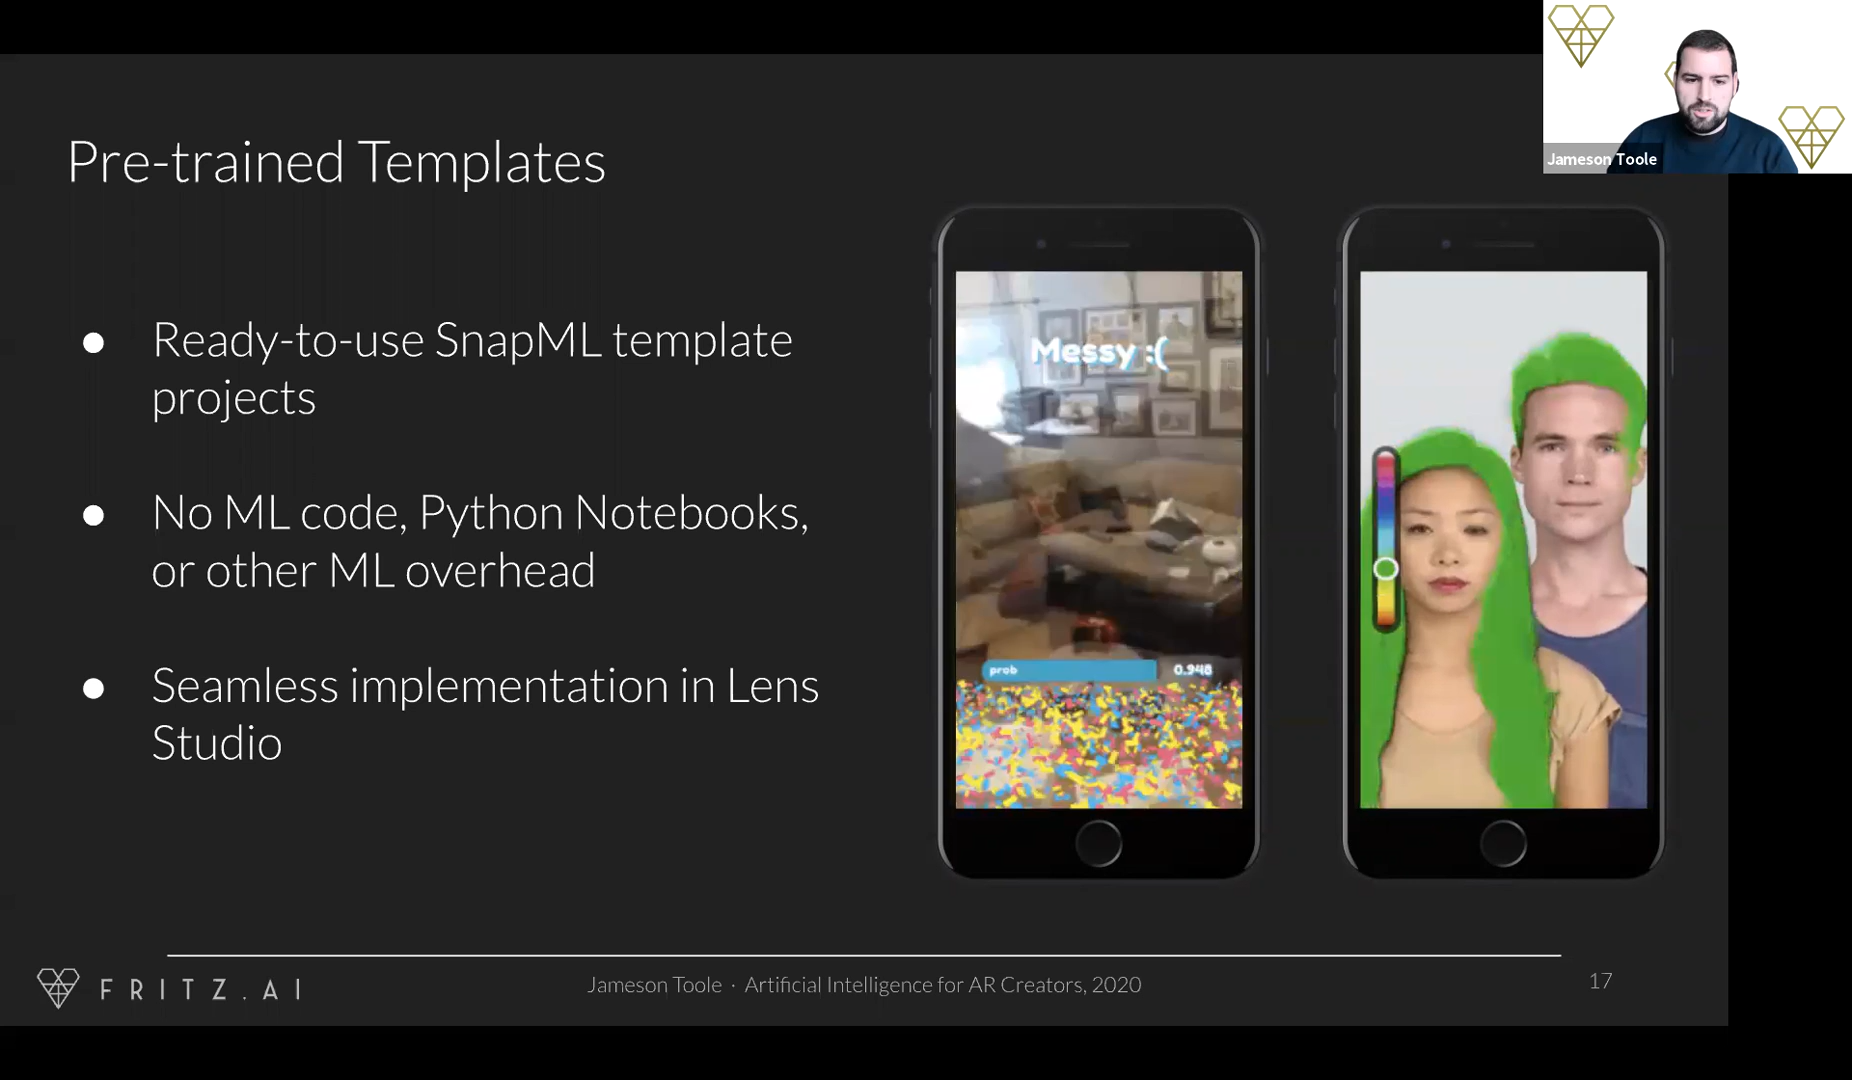 Jameson Toole
Pre-trained Templates
● Ready-to-use SnapML template
projects
● No ML code, Python Notebooks,
or other ML overhead
● Seamless implementation in Lens
Studio
Messy :(
prob 0.948
FRITZ.AI
Jameson Toole · Artificial Intelligence for AR Creators, 2020
17